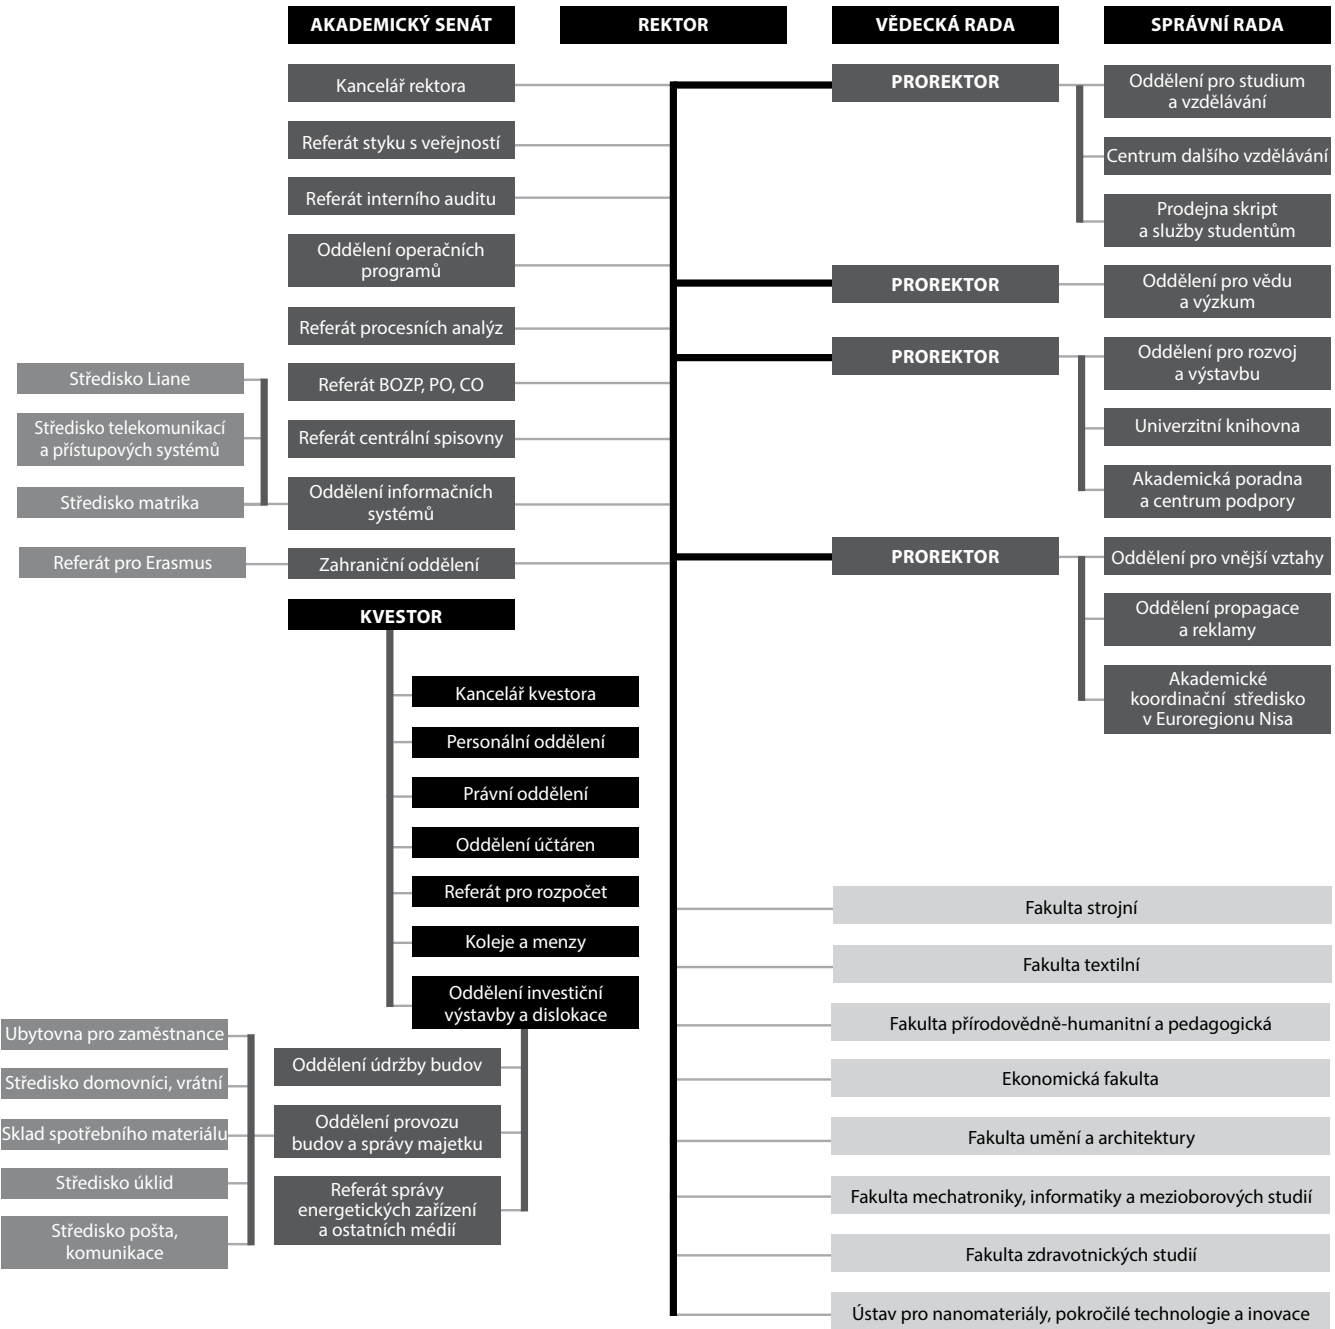 AKADEMICKÝ SENÁT
REKTOR
VĚDECKÁ RADA
SPRÁVNÍ RADA
Kancelář rektora
Referát styku s veřejností
Referát interního auditu
Oddělení operačních
programů
Referát procesních analýz
Referát BOZP, PO, CO
Referát centrální spisovny
Oddělení informačních
systémů
Zahraniční oddělení
Středisko Liane
Středisko telekomunikací
a přístupových systémů
Středisko matrika
Referát pro Erasmus
PROREKTOR
Oddělení pro studium
a vzdělávání
Centrum dalšího vzdělávání
Prodejna skript
a služby studentům
PROREKTOR
Oddělení pro vědu
a výzkum
PROREKTOR
Oddělení pro rozvoj
a výstavbu
Univerzitní knihovna
Akademická poradna
a centrum podpory
PROREKTOR
Oddělení pro vnější vztahy
Oddělení propagace
a reklamy
Akademické
koordinační středisko
v Euroregionu Nisa
KVESTOR
Kancelář kvestora
Personální oddělení
Právní oddělení
Oddělení účtáren
Referát pro rozpočet
Koleje a menzy
Oddělení investiční
výstavby a dislokace
Oddělení údržby budov
Oddělení provozu
budov a správy majetku
Referát správy
energetických zařízení
a ostatních médií
Ubytovna pro zaměstnance
Středisko domovníci, vrátní
Sklad spotřebního materiálu
Středisko úklid
Středisko pošta,
komunikace
Fakulta strojní
Fakulta textilní
Fakulta přírodovědně-humanitní a pedagogická
Ekonomická fakulta
Fakulta umění a architektury
Fakulta mechatroniky, informatiky a mezioborových studií
Fakulta zdravotnických studií
Ústav pro nanomateriály, pokročilé technologie a inovace